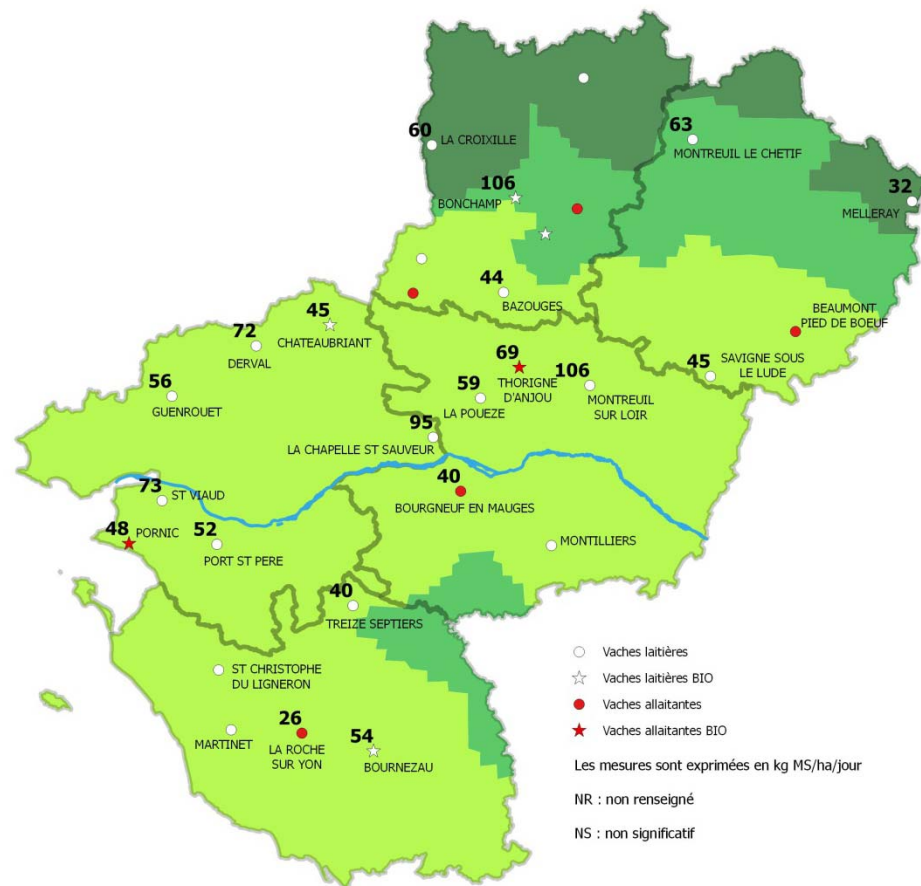 60
LA CROIXILLE
63
MONTREUIL LE CHETIF
106
BONCHAMP
32
MELLERAY
44
BAZOUGES
45
CHATEAUBRIANT
72
DERVAL
56
GUENROUET
69
THORIGNE
D'ANJOU
59
LA POUEZE
106
MONTREUIL
SUR LOIR
BEAUMONT
PIED DE BOEUF
45
SAVIGNE SOUS
LE LUDE
95
LA CHAPELLE ST SAUVEUR
73
ST VIAUD
40
BOURGNEUF EN MAUGES
48
PORNIC
52
PORT ST PERE
MONTILLIERS
40
TREIZE SEPTIERS
ST CHRISTOPHE
DU LIGNERON
MARTINET
26
LA ROCHE
SUR YON
54
BOURNEZAU
Vaches laitières
Vaches laitières BIO
Vaches allaitantes
Vaches allaitantes BIO
Les mesures sont exprimées en kg MS/ha/jour
NR : non renseigné
NS : non significatif